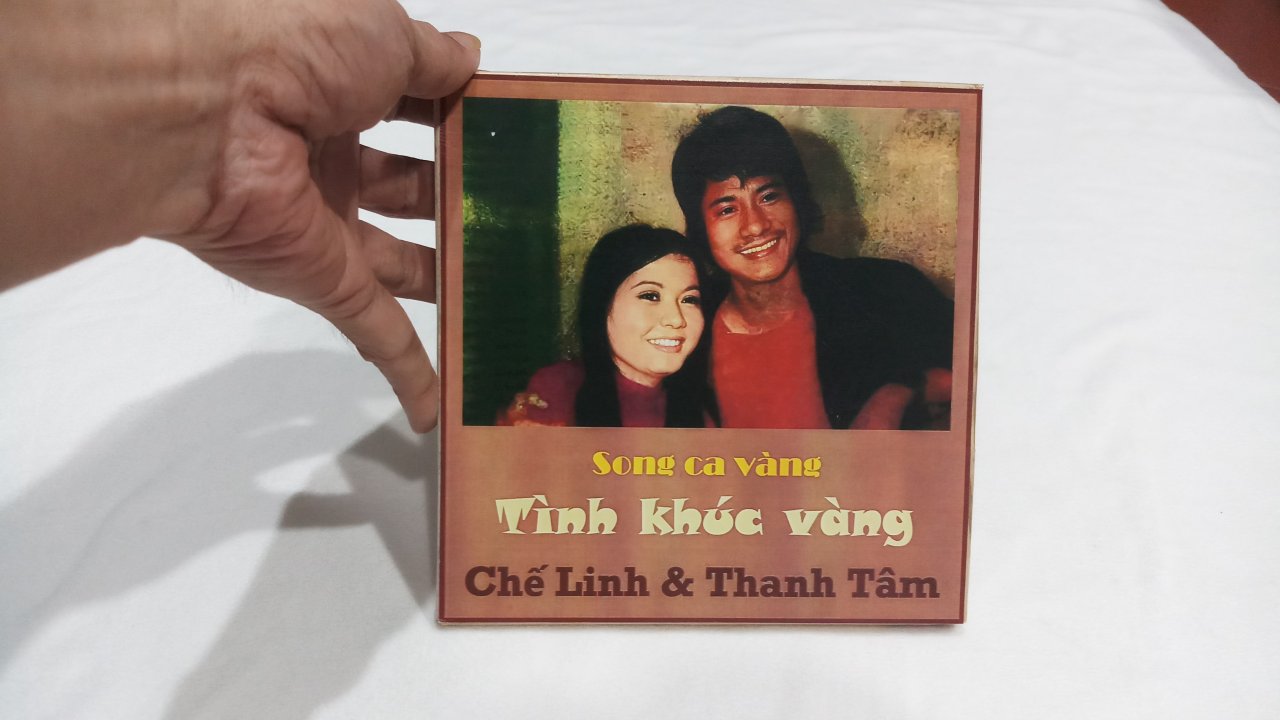 Song ca vàng
Tình khúc vàng
Chế Linh & Thanh Tâm